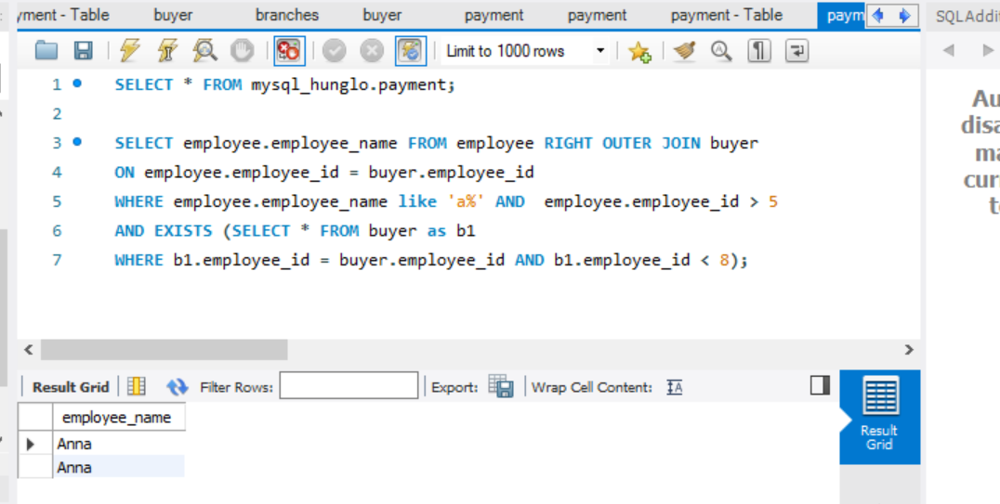 yment - Table buyer branches buyer payment payment payment - Table paym SQLAddit
Limit to 1000 rows
1 SELECT * FROM mysql_hunglo.payment;
2
3 SELECT employee.employee_name FROM employee RIGHT OUTER JOIN buyer
4 ON employee.employee_id = buyer.employee_id
5 WHERE employee.employee_name like 'a%' AND  employee.employee_id > 5
6 AND EXISTS (SELECT * FROM buyer as b1
7 WHERE b1.employee_id = buyer.employee_id AND b1.employee_id < 8);
Au
disa
ma
curr
t
Result Grid Filter Rows: Export: Wrap Cell Content: IA
employee_name
Anna
Anna
Result
Grid